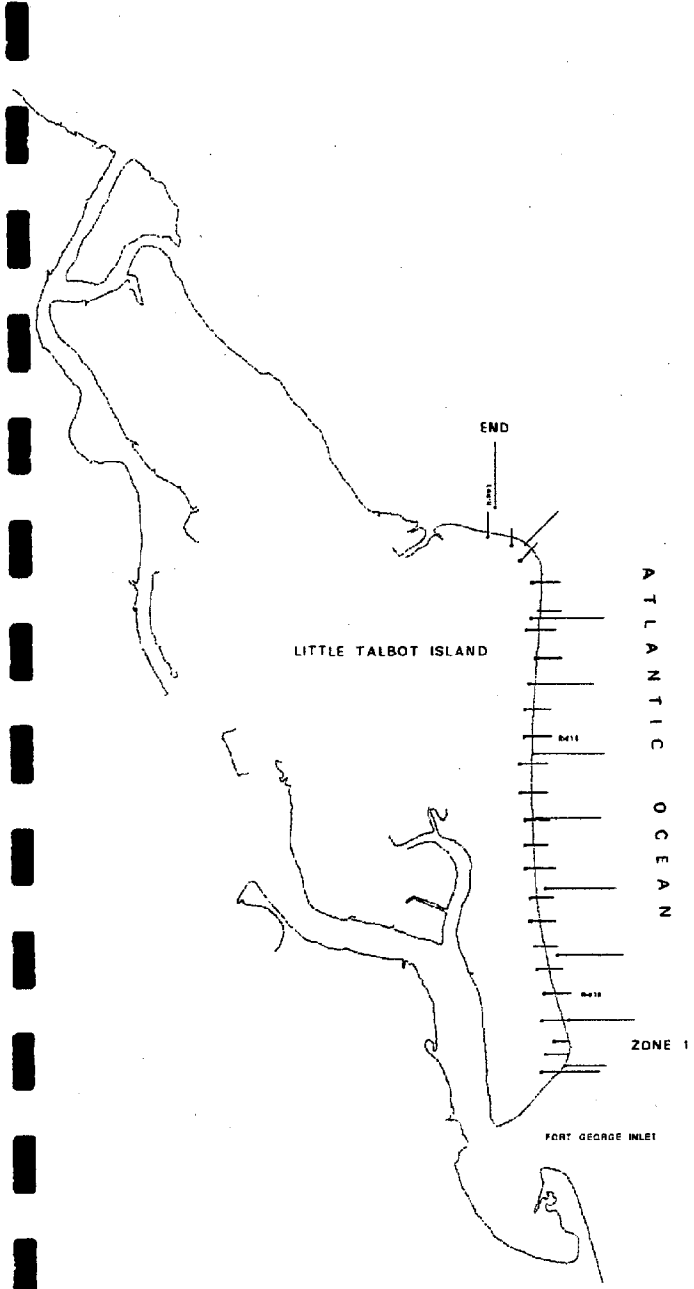 END
ATLANTIC OCEAN
LITTLE TALBOT ISLAND
ZONE 1
FORT GEORGE INLET